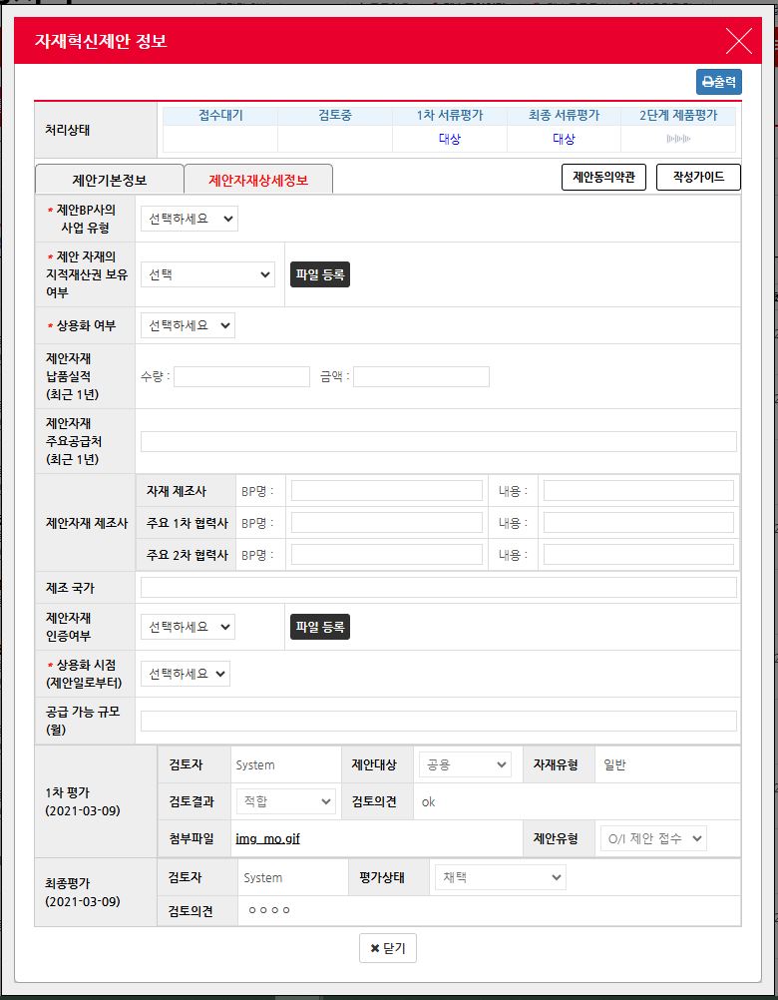 자재혁신제안 정보
출력
처리상태
접수대기 검토중 1차 서류평가 최종 서류평가 2단계 제품평가
대상 대상
제안기본정보 제안자재상세정보 제안동의약관 작성가이드
* 제안BP사의
사업 유형
선택하세요
* 제안 자재의
지적재산권 보유
여부
선택 파일 등록
* 상용화 여부 선택하세요
제안자재
납품실적
(최근 1년)
수량 : 금액 :
제안자재
주요공급처
(최근 1년)
제안자재 제조사
자재 제조사 BP명 : 내용 :
주요 1차 협력사 BP명 : 내용 :
주요 2차 협력사 BP명 : 내용 :
제조 국가
제안자재
인증여부
선택하세요 파일 등록
* 상용화 시점
(제안일로부터)
선택하세요
공급 가능 규모
(월)
1차 평가
(2021-03-09)
검토자 System 제안대상 공용 자재유형 일반
검토결과 적합 검토의견 ok
첨부파일 img_mo.gif 제안유형 O/I 제안 접수
최종평가
(2021-03-09)
검토자 System 평가상태 채택
검토의견 ㅇㅇㅇㅇ
닫기